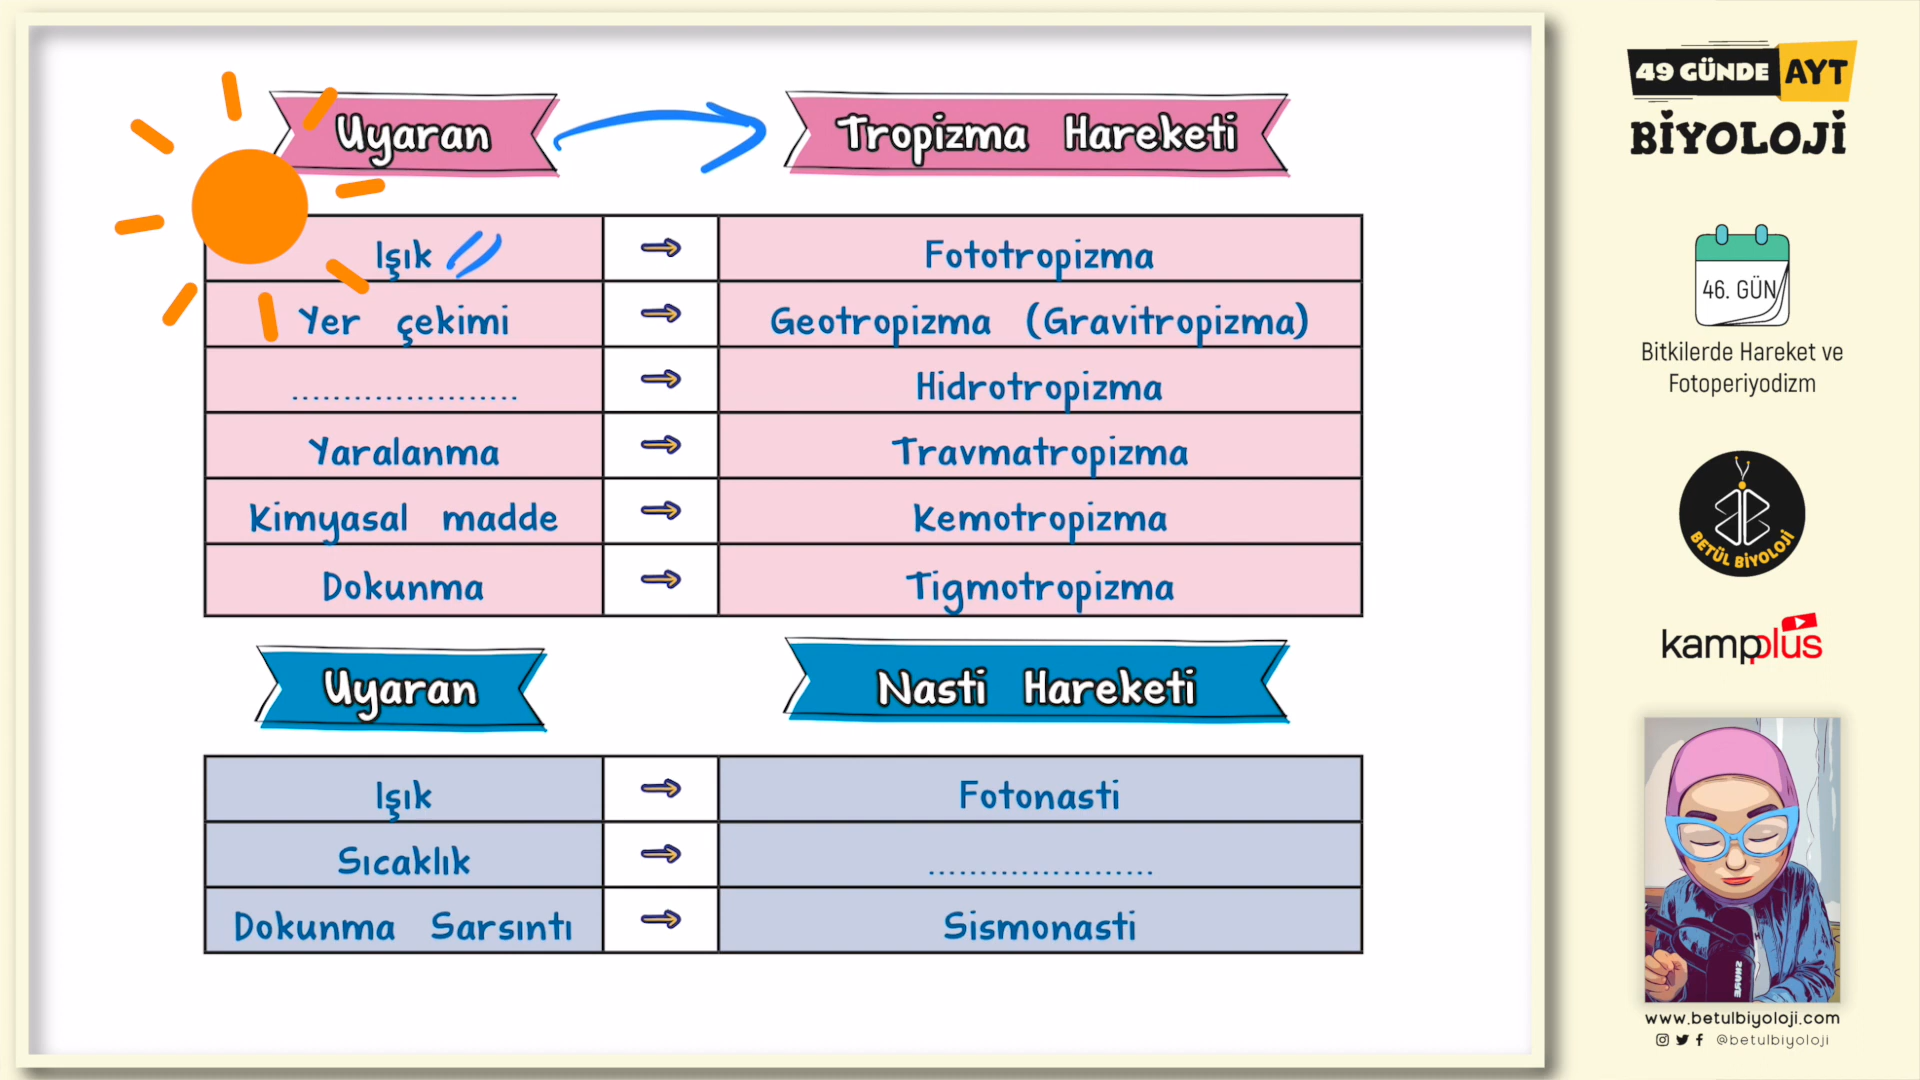 Uyaran Tropizma Hareketi
Işık → Fototropizma
Yer çekimi → Geotropizma (Gravitropizma)
...................... → Hidrotropizma
Yaralanma → Travmatropizma
Kimyasal madde → Kemotropizma
Dokunma → Tigmotropizma
Uyaran Nasti Hareketi
Işık → Fotonasti
Sıcaklık → ......................
Dokunma Sarsıntı → Sismonasti
49 GÜNDE AYT
BİYOLOJİ
46. GÜN
Bitkilerde Hareket ve
Fotoperiyodizm
BETÜL BİYOLOJİ
kampplus
www.betulbiyoloji.com
@betulbiyoloji